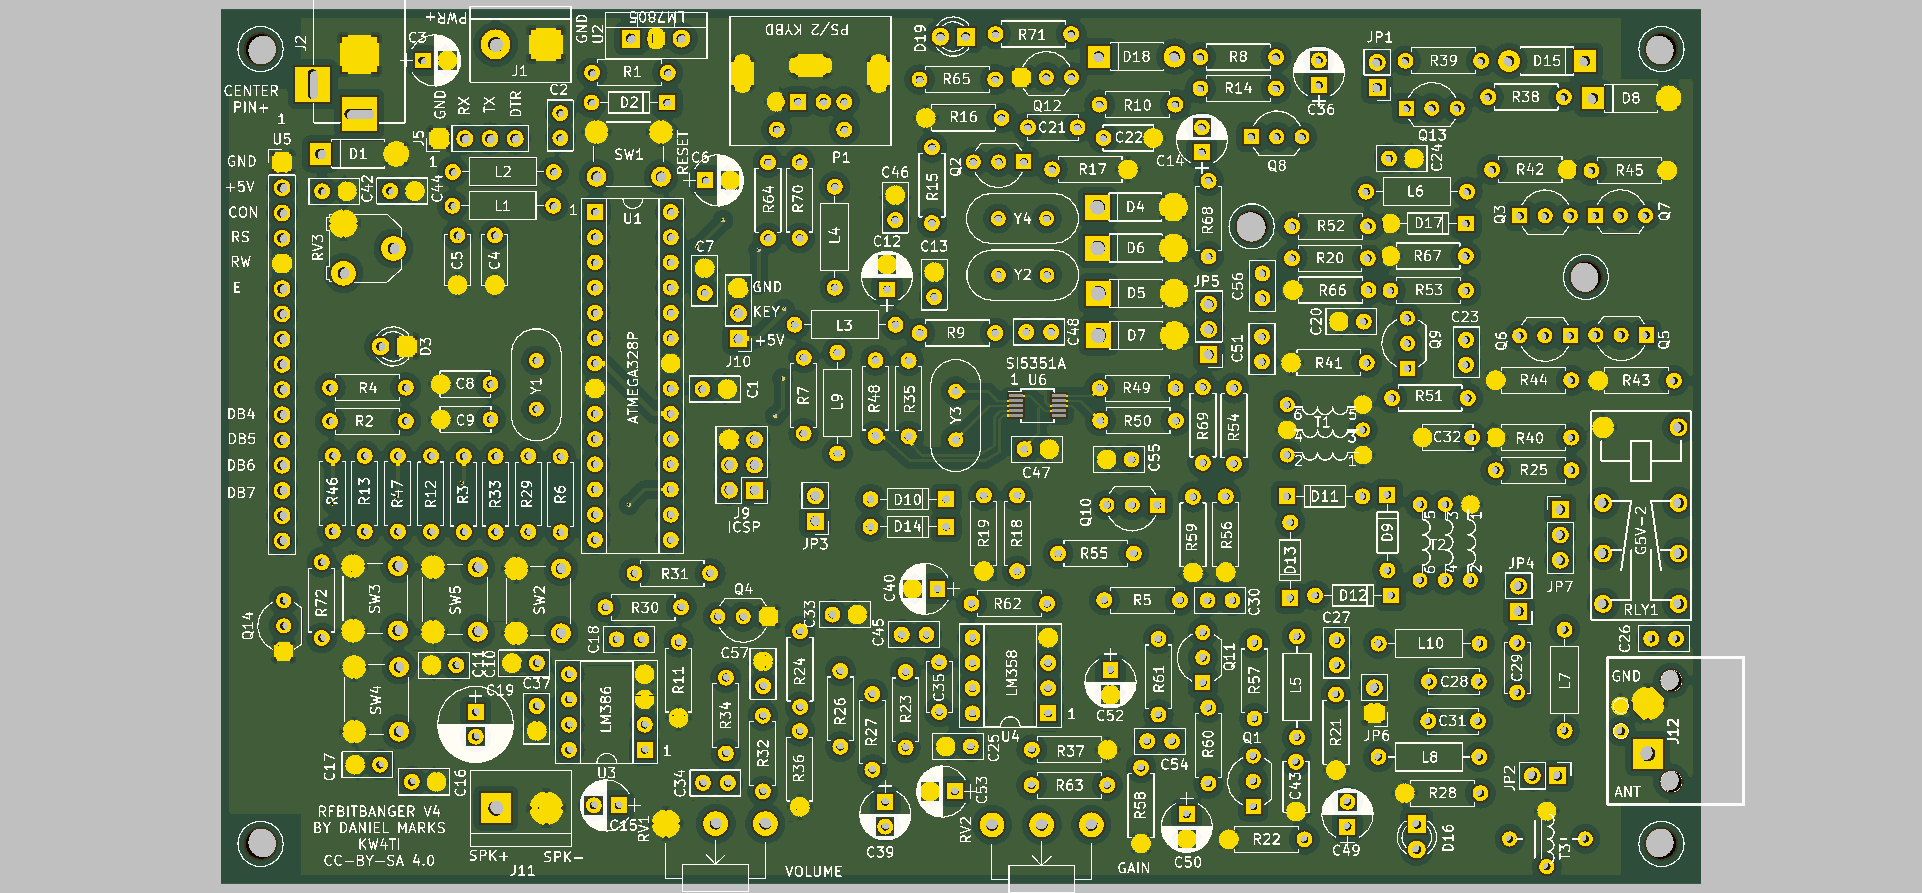 J2
C3
PWR+
J1
GND
U2
LM7805
PS/2 KYBD
D19
R71
D18
R8
JP1
R39
D15
CENTER
PIN+
1
U5
GND
RX
TX
DTR
J5
1
C2
R1
D2
SW1
RESET
C6
P1
R65
Q12
R16
C21
R10
R14
C22
C14
C36
Q8
R38
D8
Q13
C24
GND
+5V
CON
RS
RW
E
D1
C42
C44
L2
L1
1
U1
R64
R70
L4
C46
R15
Q2
R17
Y4
D4
R68
L6
R42
R45
RV3
C5
C4
C7
C12
C13
Y2
D6
D5
D7
R52
R20
R66
D17
R67
R53
Q3
Q7
GND
KEY
+5V
J10
L3
R9
C48
JP5
C56
C51
C20
R41
Q9
C23
Q6
Q5
D3
R4
R2
C8
C9
Y1
ATMEGA328P
C1
R7
L9
R48
R35
Y3
SI5351A
1 U6
R49
R50
C47
C55
R69
R54
6
5
T1
4
3
2
1
R51
R44
R43
C32
R40
R25
DB4
DB5
DB6
DB7
R46
R13
R47
R12
R3
R33
R29
R6
J9
ICSP
JP3
D10
D14
R19
R18
Q10
R55
R59
R56
D11
D9
D13
D12
5
3
1
T2
6
4
2
G5V-2
RLY1
JP7
JP4
Q14
R72
SW3
SW5
SW2
R31
R30
Q4
C33
C40
C45
R62
R5
C30
C27
L10
C29
L7
C26
C11
C10
C18
R11
C57
R24
SW4
C19
C37
LM386
1
U3
R34
R32
R36
R26
R27
R23
C35
LM358
1
U4
C25
C52
R61
Q11
R57
R60
L5
R21
JP6
C28
C31
L8
GND
J12
ANT
C17
C16
C34
C15
RV1
C39
C53
R37
R63
RV2
C54
R58
Q1
C43
R28
JP2
RFBITBANGER V4
BY DANIEL MARKS
KW4TI
CC-BY-SA 4.0
SPK+
SPK-
J11
VOLUME
GAIN
C50
R22
C49
D16
T3